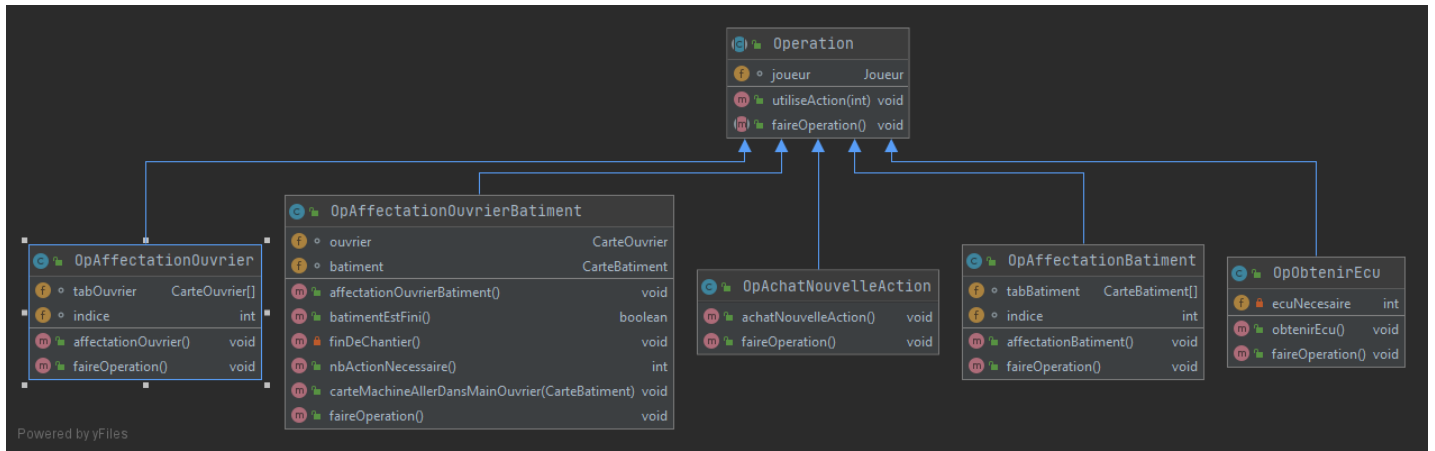 Operation
joueur Joueur
utiliseAction(int) void
faireOperation() void
OpAffectationOuvrier
tabOuvrier CarteOuvrier[]
indice int
affectationOuvrier() void
faireOperation() void
OpAffectationOuvrierBatiment
ouvrier CarteOuvrier
batiment CarteBatiment
affectationOuvrierBatiment() void
batimentEstFini() boolean
finDeChantier() void
nbActionNecessaire() int
carteMachineAllerDansMainOuvrier(CarteBatiment) void
faireOperation() void
OpAchatNouvelleAction
achatNouvelleAction() void
faireOperation() void
OpAffectationBatiment
tabBatiment CarteBatiment[]
indice int
affectationBatiment() void
faireOperation() void
OpObtenirEcu
ecuNecesaire int
obtenirEcu() void
faireOperation() void
Powered by yFiles